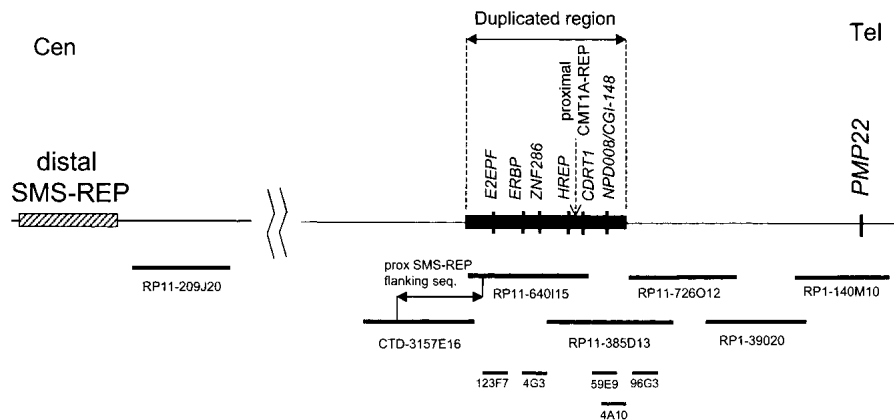 Duplicated region
Cen
Tel
proximal
CMT1A-REP
distal
SMS-REP
E2EPF
ERBP
ZNF286
HREP
CDRT1
NPD008/CGI-148
PMP22
prox SMS-REP
flanking seq.
RP11-209J20
RP11-640I15
RP11-726O12
RP1-140M10
CTD-3157E16
RP11-385D13
RP1-39020
123F7
4G3
59E9
96G3
4A10